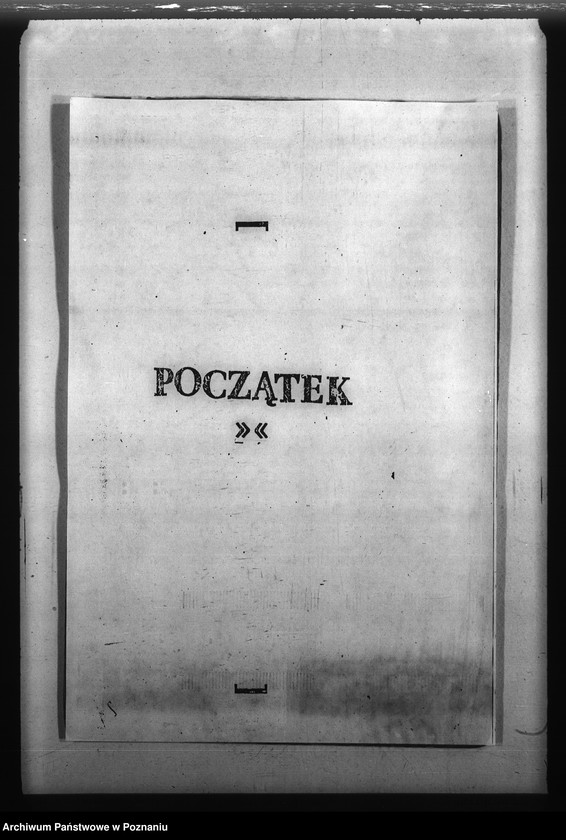 POCZĄTEK
»«
Archiwum Państwowe w Poznaniu